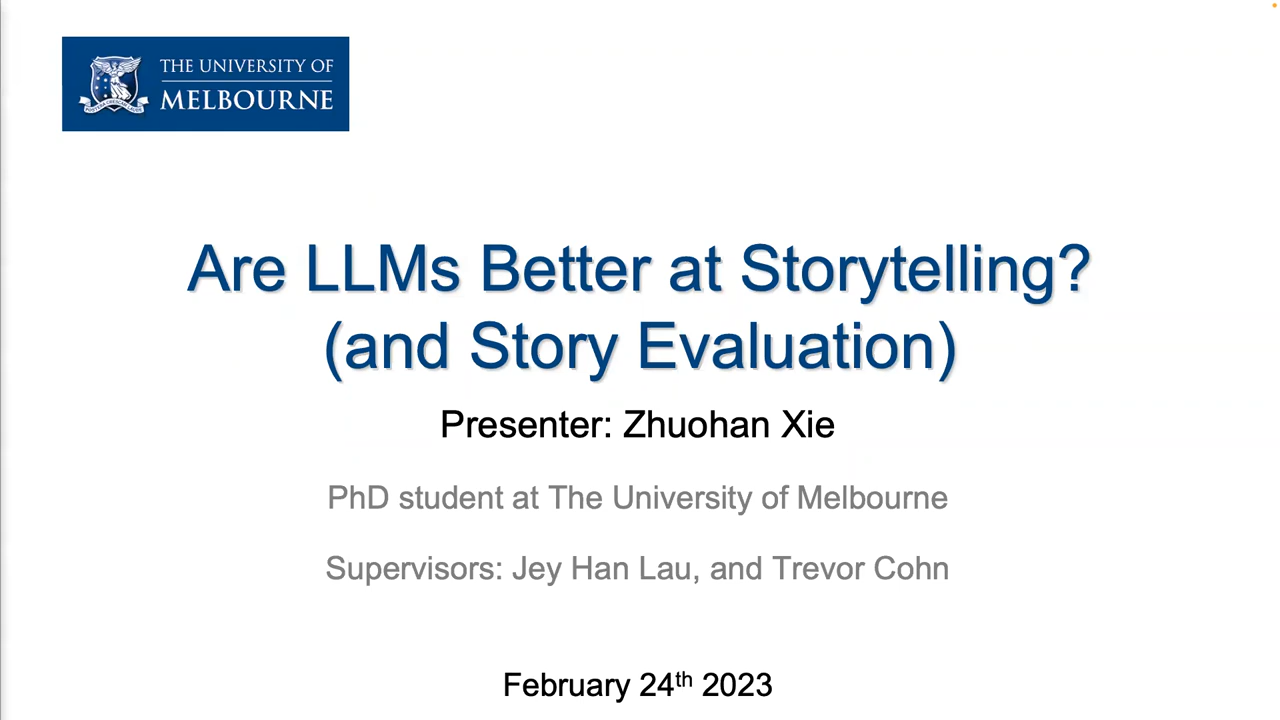 THE UNIVERSITY OF
MELBOURNE
Are LLMs Better at Storytelling?
(and Story Evaluation)
Presenter: Zhuohan Xie
PhD student at The University of Melbourne
Supervisors: Jey Han Lau, and Trevor Cohn
February 24th 2023